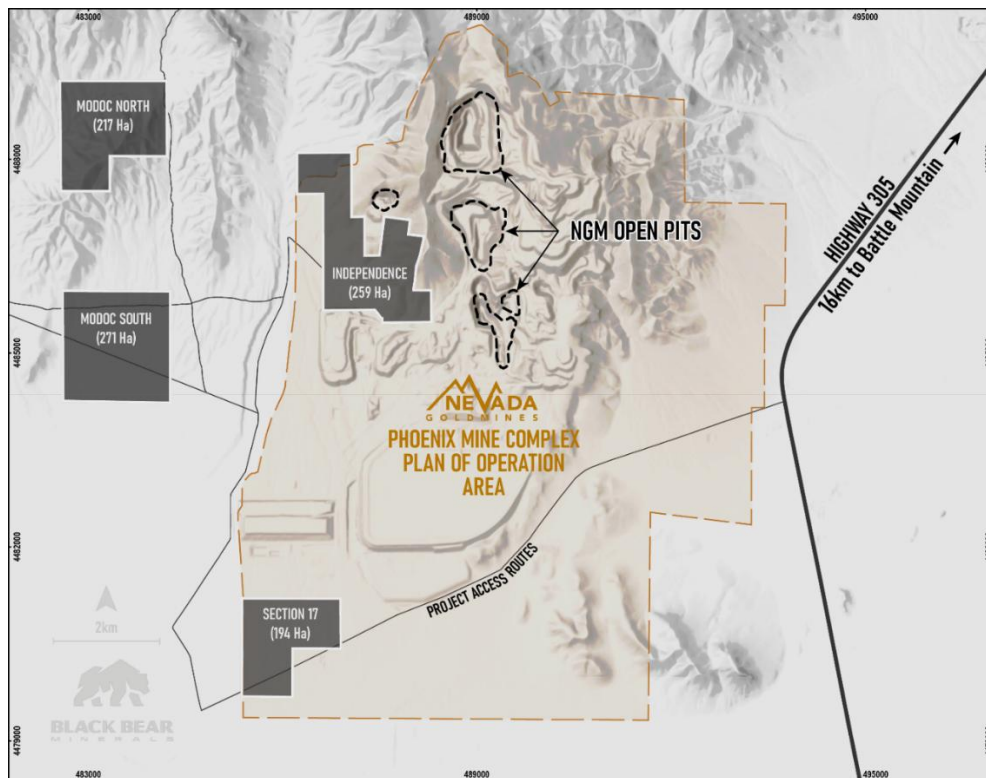 483000
489000
495000
MODOC NORTH
(217 Ha)
4488000
HIGHWAY 305
16km to Battle Mountain
NGM OPEN PITS
INDEPENDENCE
(259 Ha)
MODOC SOUTH
(271 Ha)
4485000
NEVADA
GOLDMINES
PHOENIX MINE COMPLEX
PLAN OF OPERATION
AREA
4482000
PROJECT ACCESS ROUTES
SECTION 17
(194 Ha)
2km
BLACK BEAR
MINERALS
4479000
483000
489000
495000